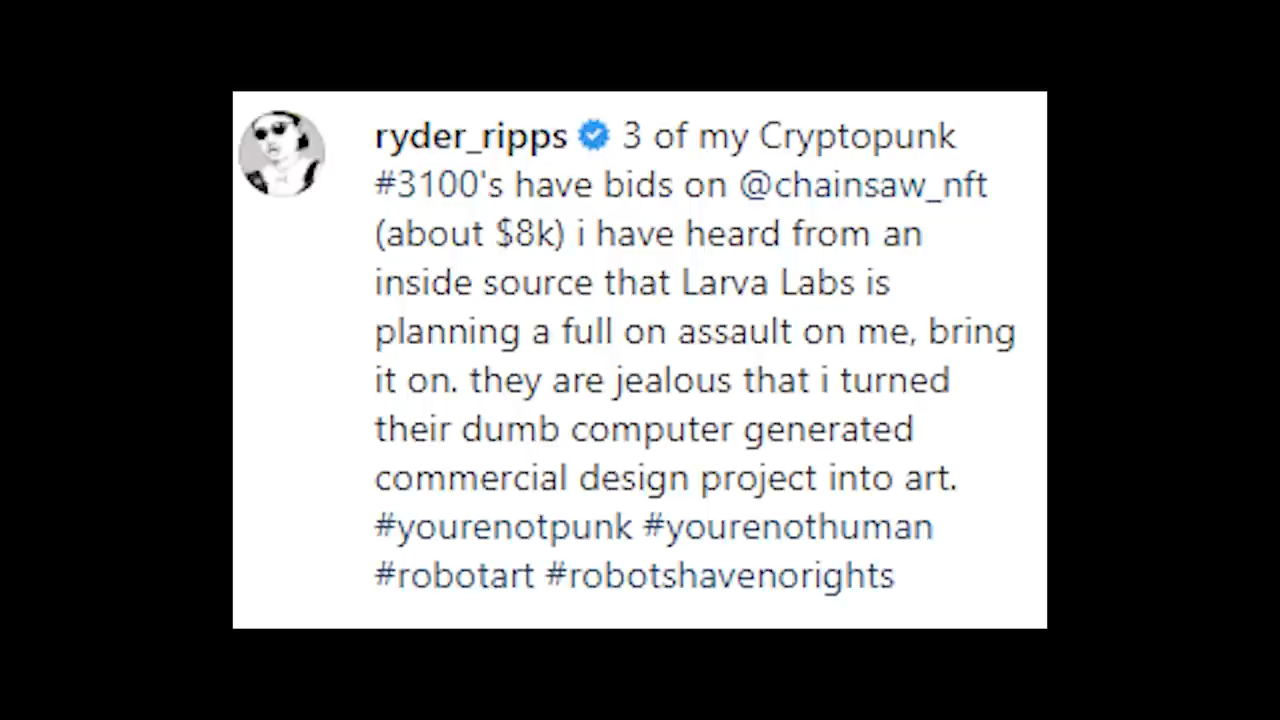 ryder_ripps 3 of my Cryptopunk
#3100's have bids on @chainsaw_nft
(about $8k) i have heard from an
inside source that Larva Labs is
planning a full on assault on me, bring
it on. they are jealous that i turned
their dumb computer generated
commercial design project into art.
#yourenotpunk #yourenothuman
#robotart #robotshavenorights